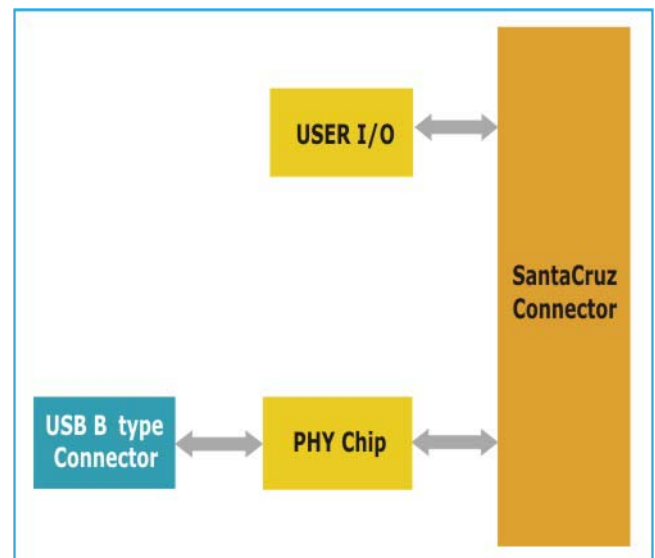 USER I/O
SantaCruz
Connector
USB B type
Connector
PHY Chip